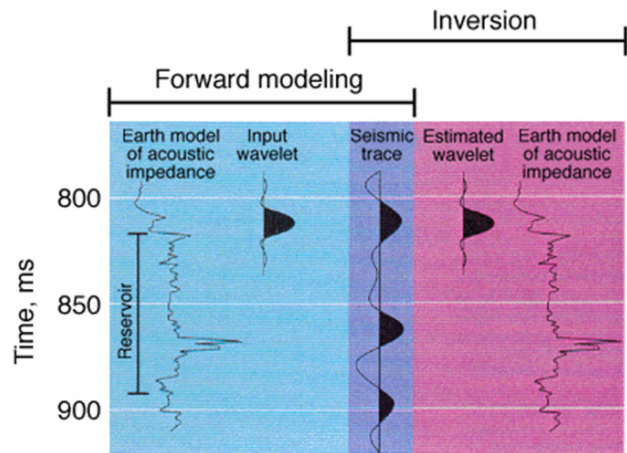 Inversion
Forward modeling
Earth model
of acoustic
impedance
Input
wavelet
Seismic
trace
Estimated
wavelet
Earth model
of acoustic
impedance
Time, ms
800
850
900
Reservoir